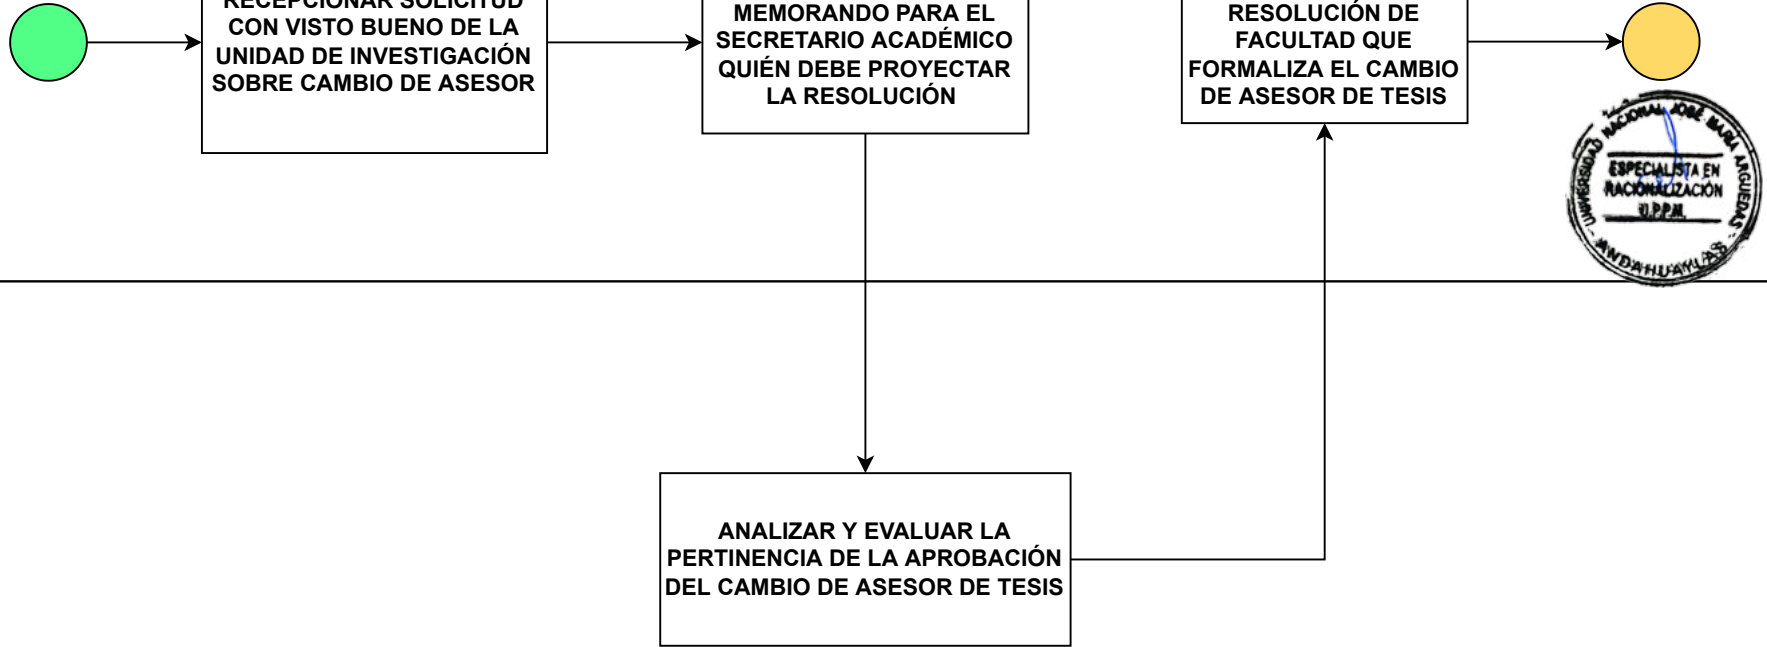 RECEPCIONAR SOLICITUD
CON VISTO BUENO DE LA
UNIDAD DE INVESTIGACIÓN
SOBRE CAMBIO DE ASESOR
MEMORANDO PARA EL
SECRETARIO ACADÉMICO
QUIÉN DEBE PROYECTAR
LA RESOLUCIÓN
RESOLUCIÓN DE
FACULTAD QUE
FORMALIZA EL CAMBIO
DE ASESOR DE TESIS
UNIVERSIDAD NACIONAL JOSÉ MARÍA ARGUEDAS
ESPECIALISTA EN
RACIONALIZACIÓN
U.P.P.M.
- ANDAHUAYLAS -
ANALIZAR Y EVALUAR LA
PERTINENCIA DE LA APROBACIÓN
DEL CAMBIO DE ASESOR DE TESIS